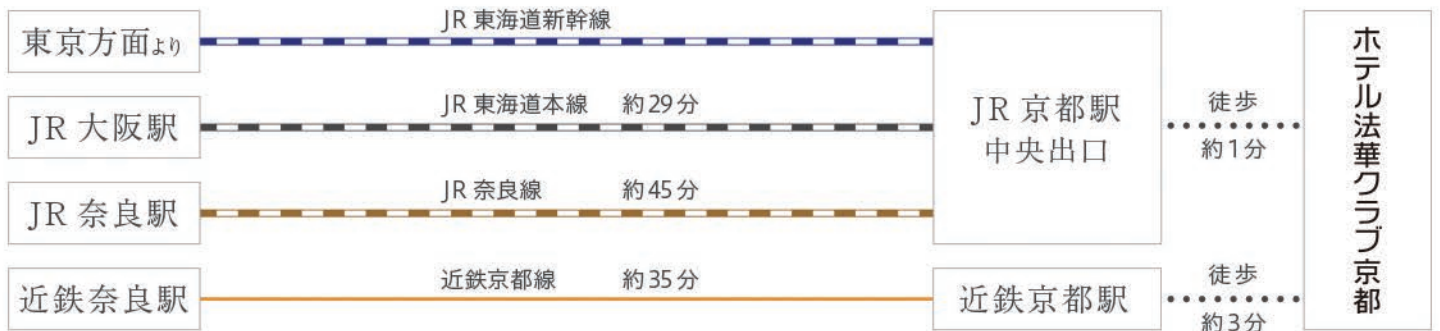 東京方面より
JR 東海道新幹線
JR 大阪駅
JR 東海道本線 約29分
JR 奈良駅
JR 奈良線 約45分
JR 京都駅
中央出口
徒歩
約1分
近鉄奈良駅
近鉄京都線 約35分
近鉄京都駅
徒歩
約3分
ホテル法華クラブ京都